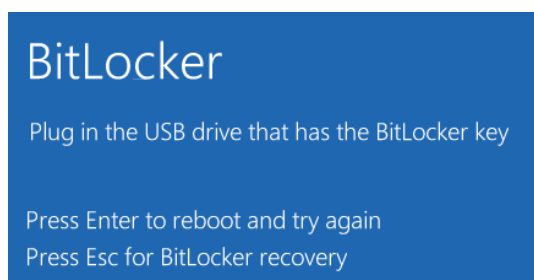 BitLocker
Plug in the USB drive that has the BitLocker key
Press Enter to reboot and try again
Press Esc for BitLocker recovery